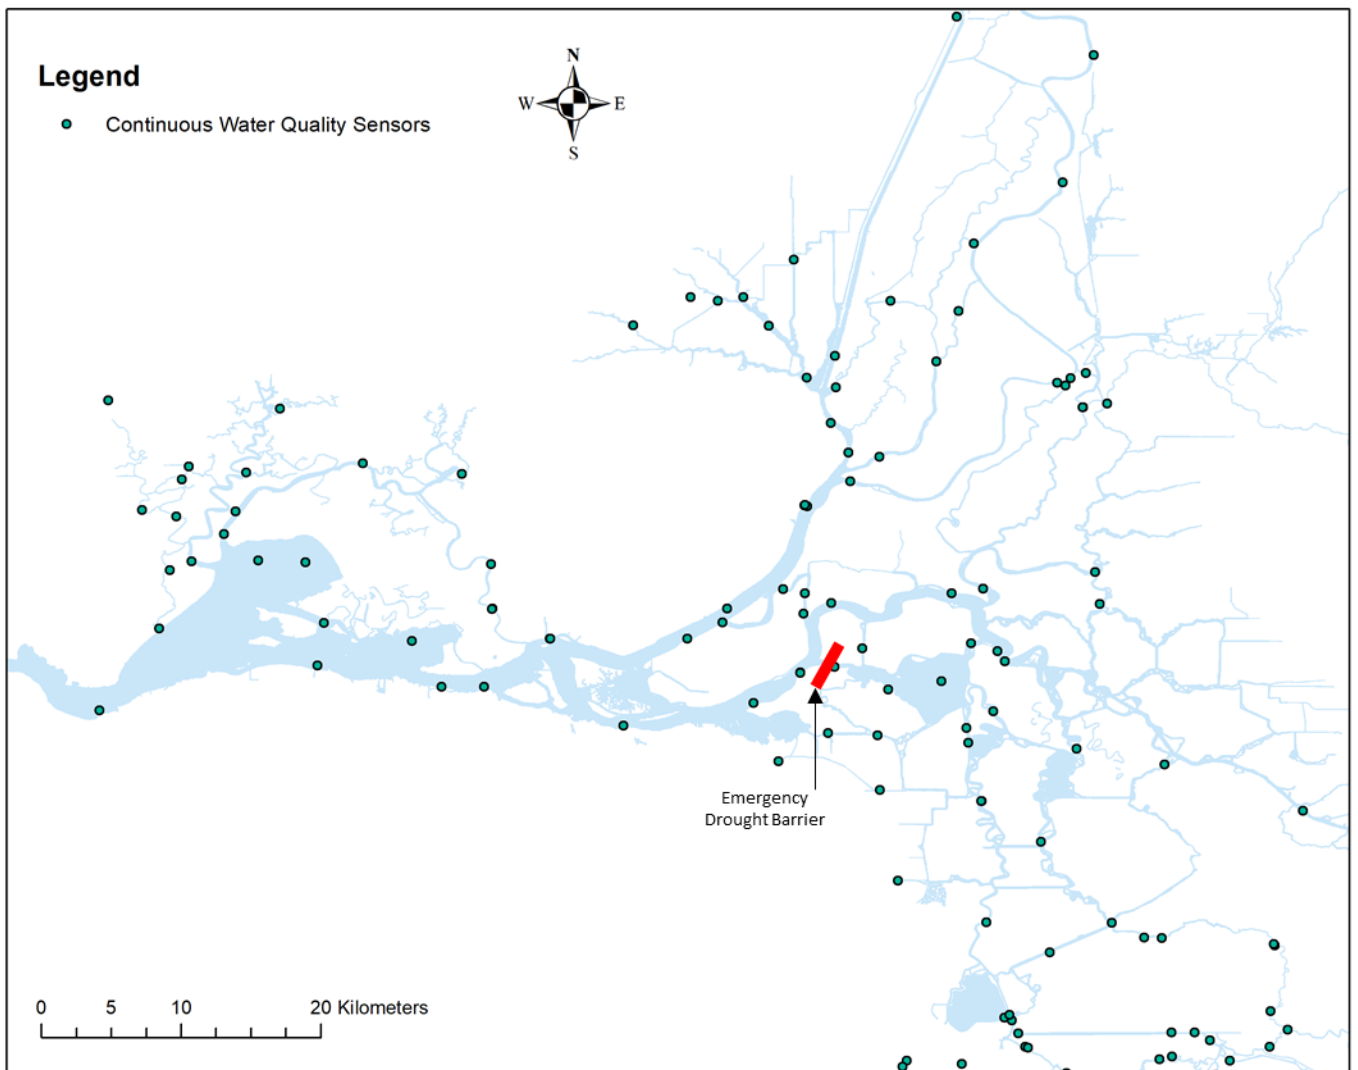 Legend
Continuous Water Quality Sensors
N
W E
S
Emergency
Drought Barrier
0 5 10 20 Kilometers